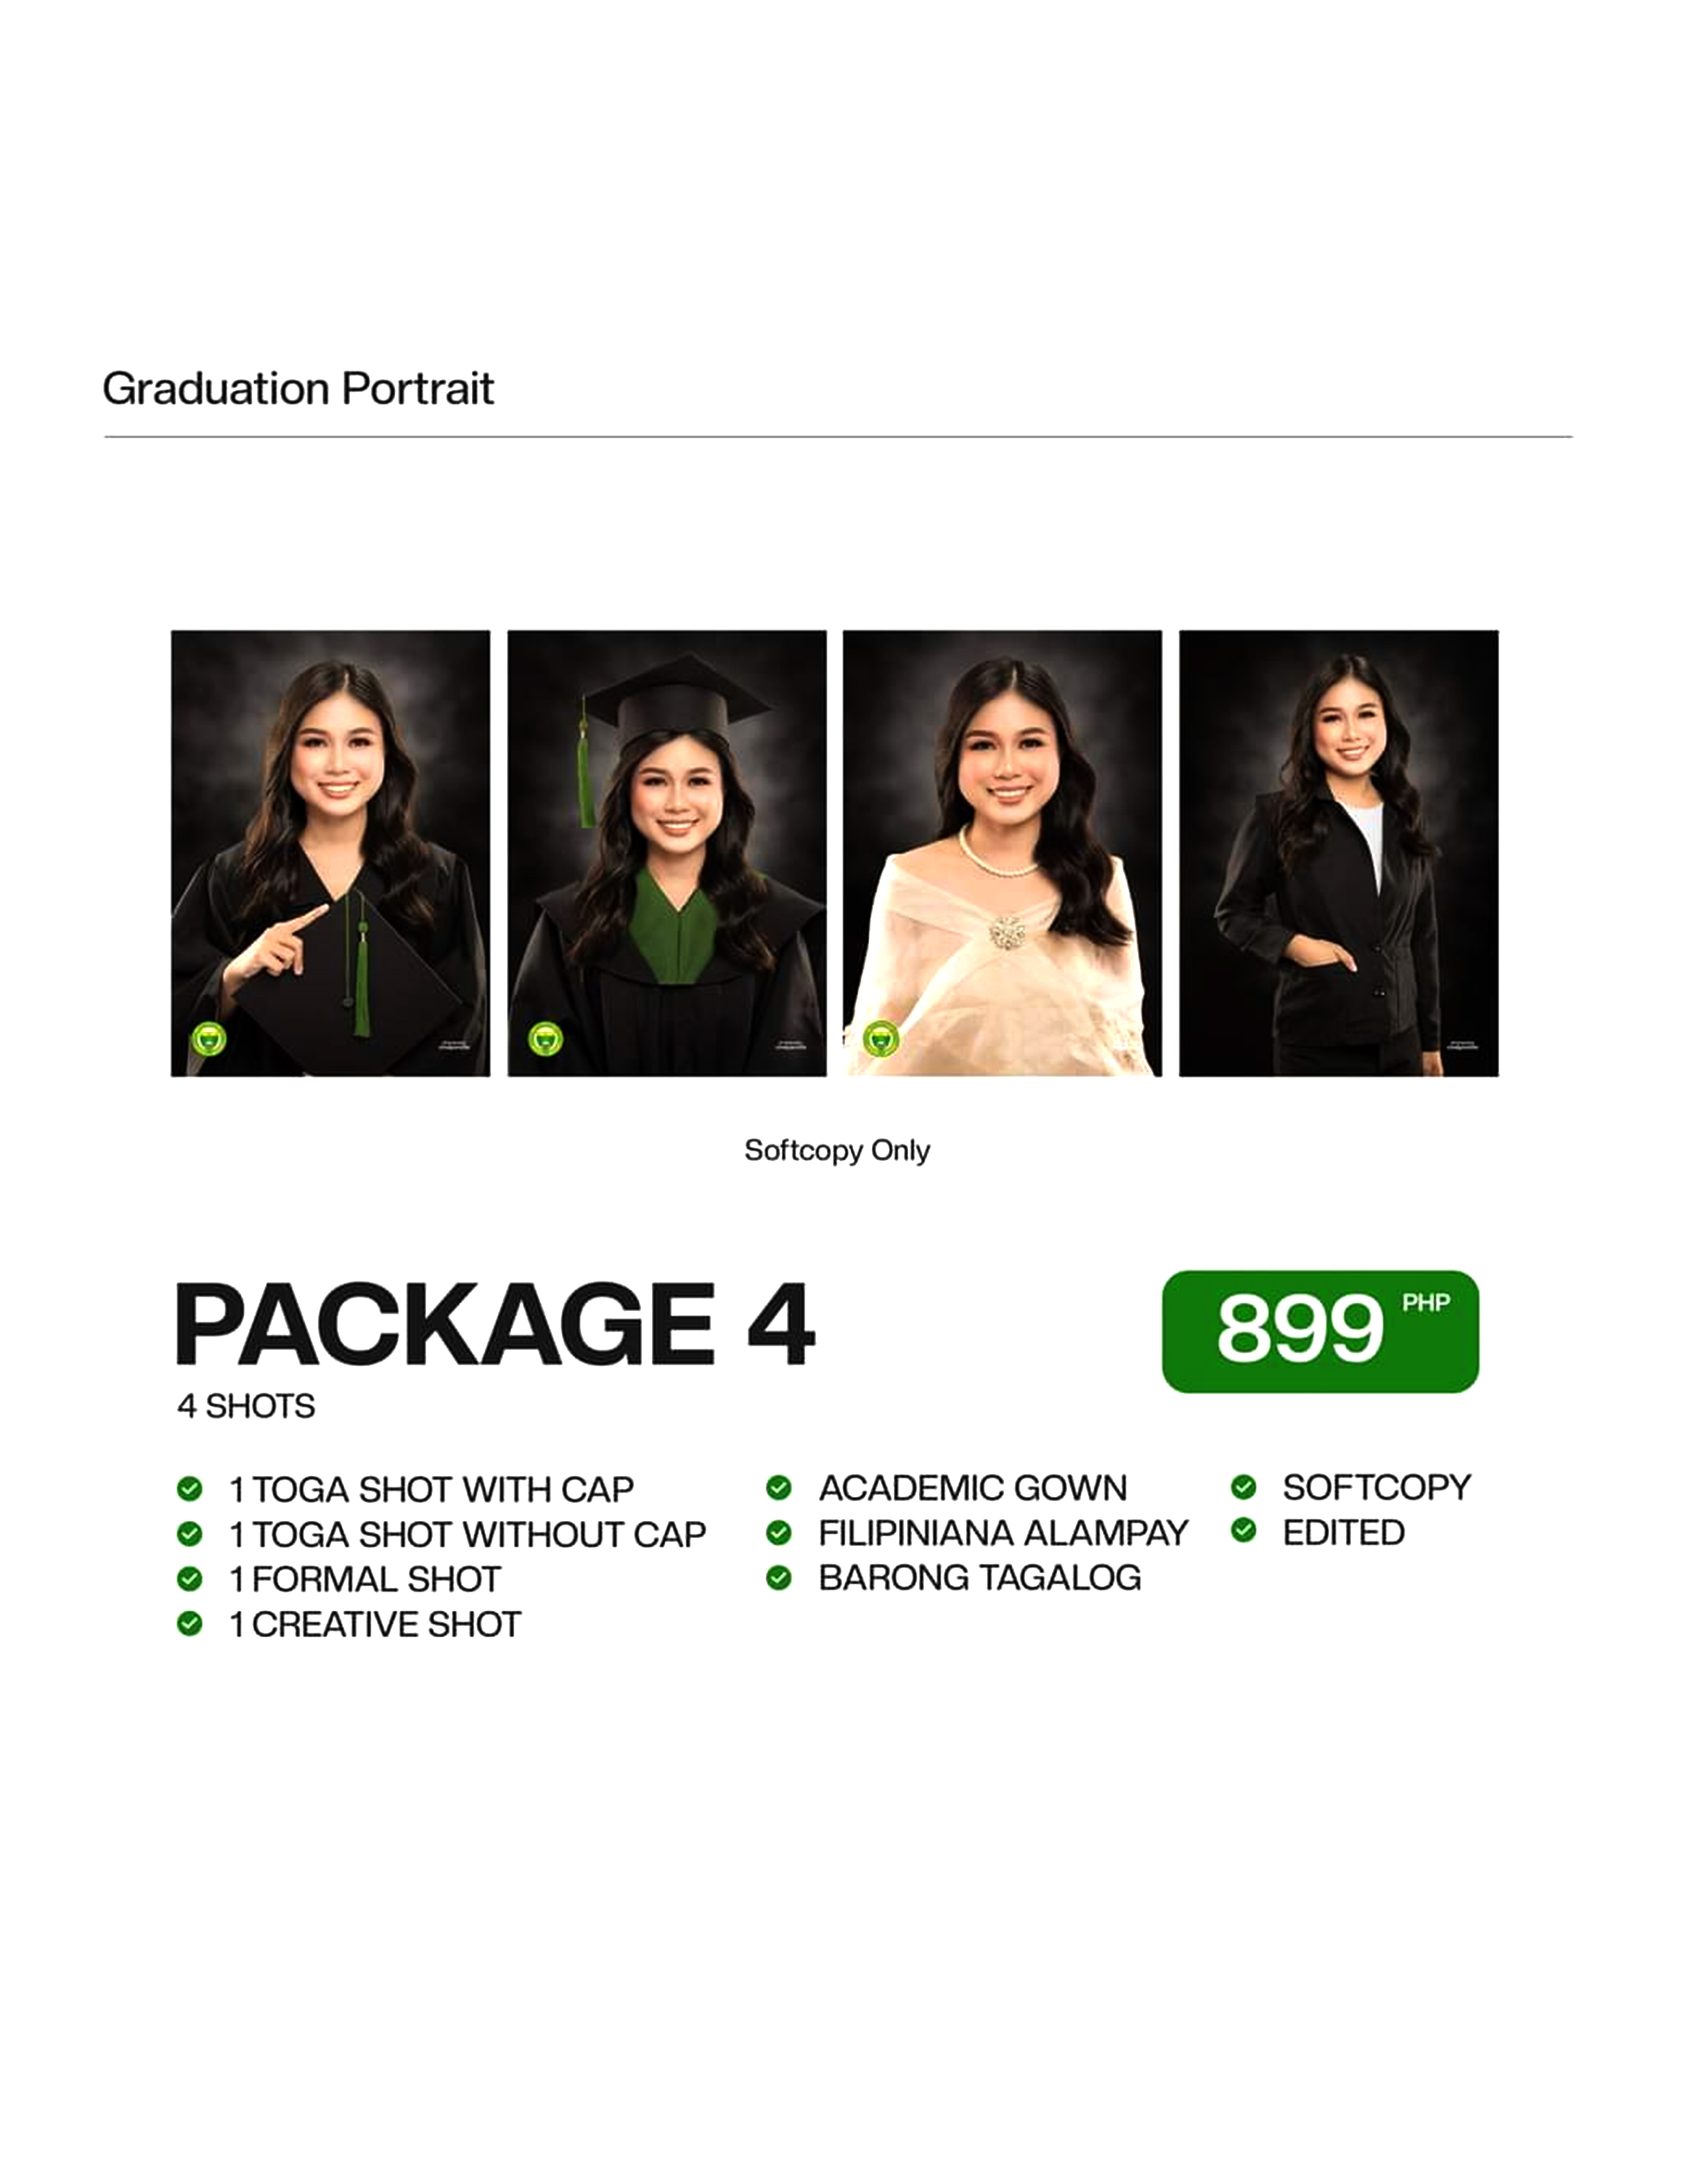 Graduation Portrait
Softcopy Only
PACKAGE 4
899 PHP
4 SHOTS
1 TOGA SHOT WITH CAP
1 TOGA SHOT WITHOUT CAP
1 FORMAL SHOT
1 CREATIVE SHOT
ACADEMIC GOWN
FILIPINIANA ALAMPAY
BARONG TAGALOG
SOFTCOPY
EDITED